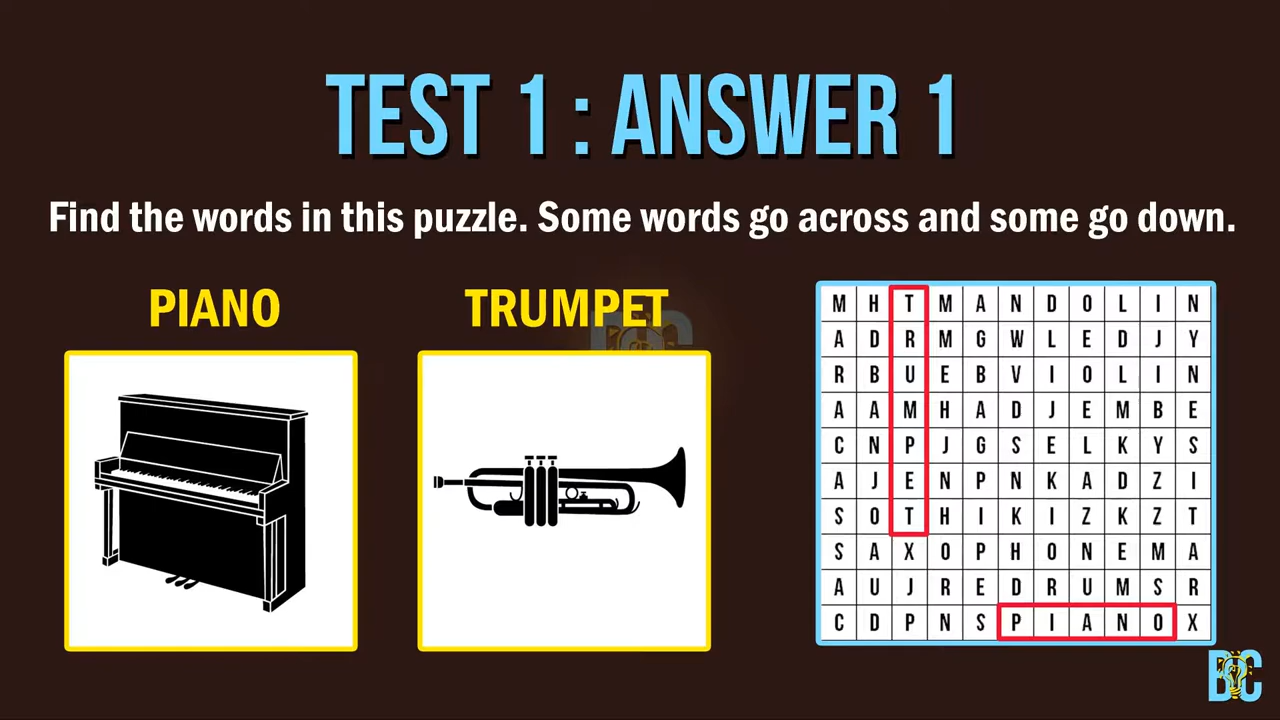 TEST 1 : ANSWER 1
Find the words in this puzzle. Some words go across and some go down.
PIANO
TRUMPET
M H T M A N D O L I N
A D R M G W L E D J Y
R B U E B V I O L I N
A A M H A D J E M B E
C N P J G S E L K Y S
A J E N P N K A D Z I
S O T H I K I Z K Z T
S A X O P H O N E M A
A U J R E D R U M S R
C D P N S P I A N O X
BC